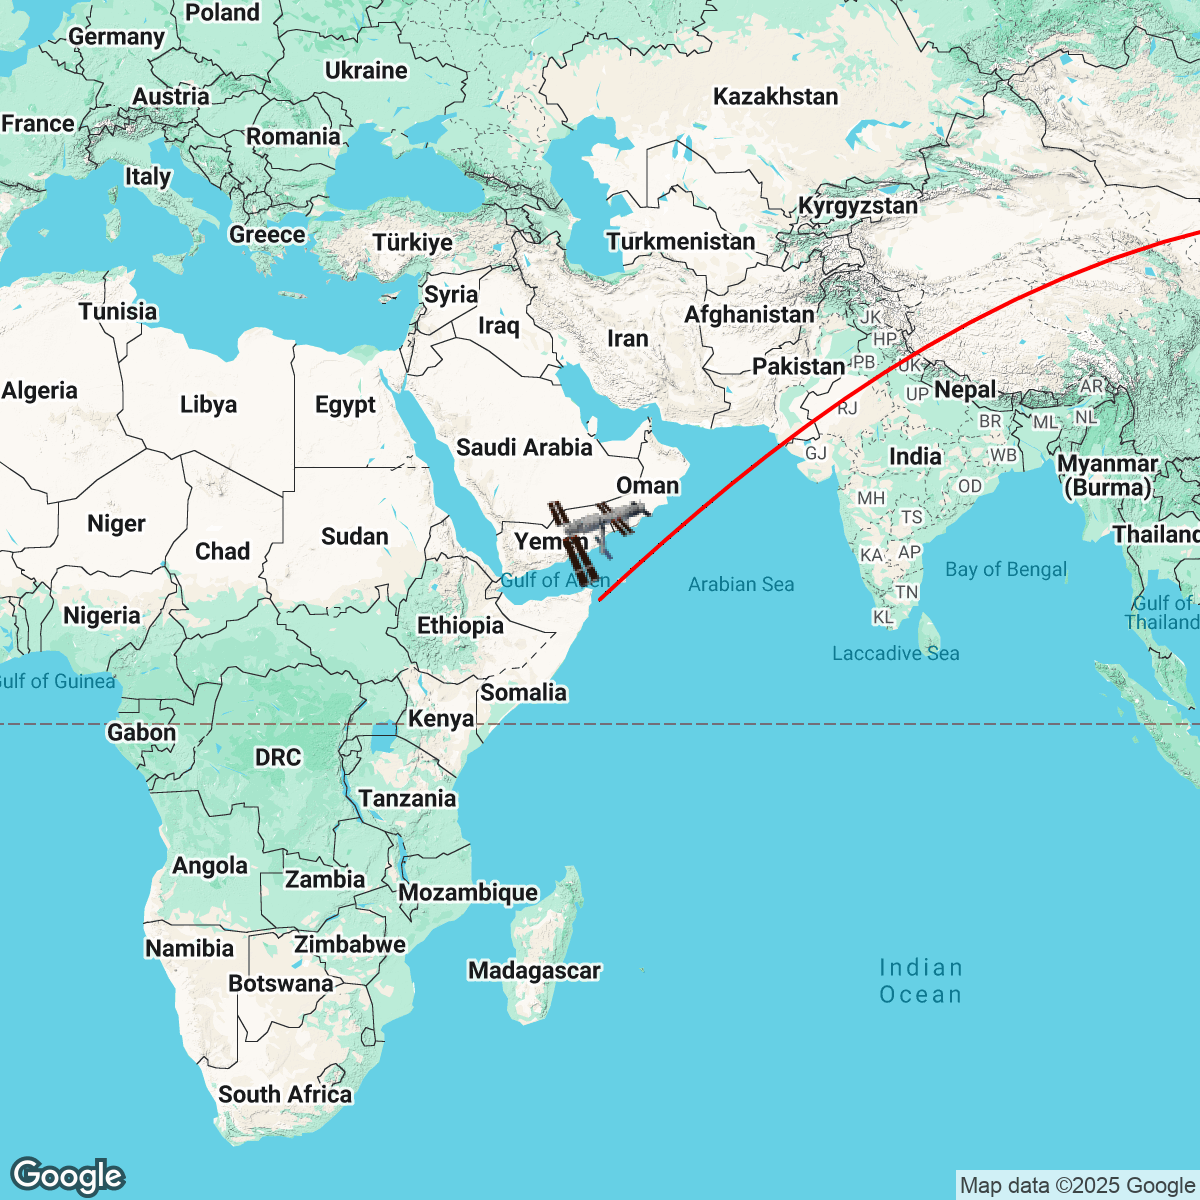 Poland
Germany
Ukraine
Austria
Kazakhstan
France
Romania
Italy
Kyrgyzstan
Greece
Türkiye
Turkmenistan
Syria
Tunisia
Iraq
Afghanistan
JK
Iran
HP
Pakistan
PB
UK
Algeria
Libya
Egypt
RJ
UP
Nepal
AR
BR
ML
NL
Saudi Arabia
GJ
India
WB
Myanmar
(Burma)
Oman
OD
MH
Niger
TS
Chad
Sudan
Yemen
Thailand
KA
AP
Gulf of Aden
Arabian Sea
Bay of Bengal
TN
Nigeria
Ethiopia
KL
Gulf of
Thailand
Laccadive Sea
Gulf of Guinea
Somalia
Kenya
Gabon
DRC
Tanzania
Angola
Zambia
Mozambique
Namibia
Zimbabwe
Madagascar
Botswana
Indian
Ocean
South Africa
Google
Map data ©2025 Google